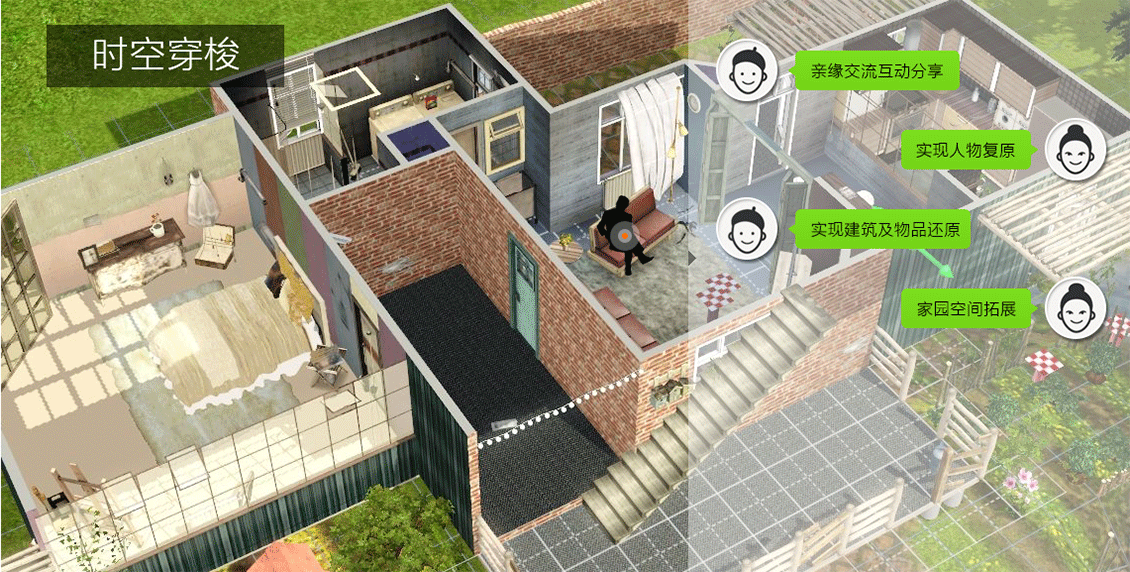 时空穿梭
亲缘交流互动分享
实现人物复原
实现建筑及物品还原
家园空间拓展